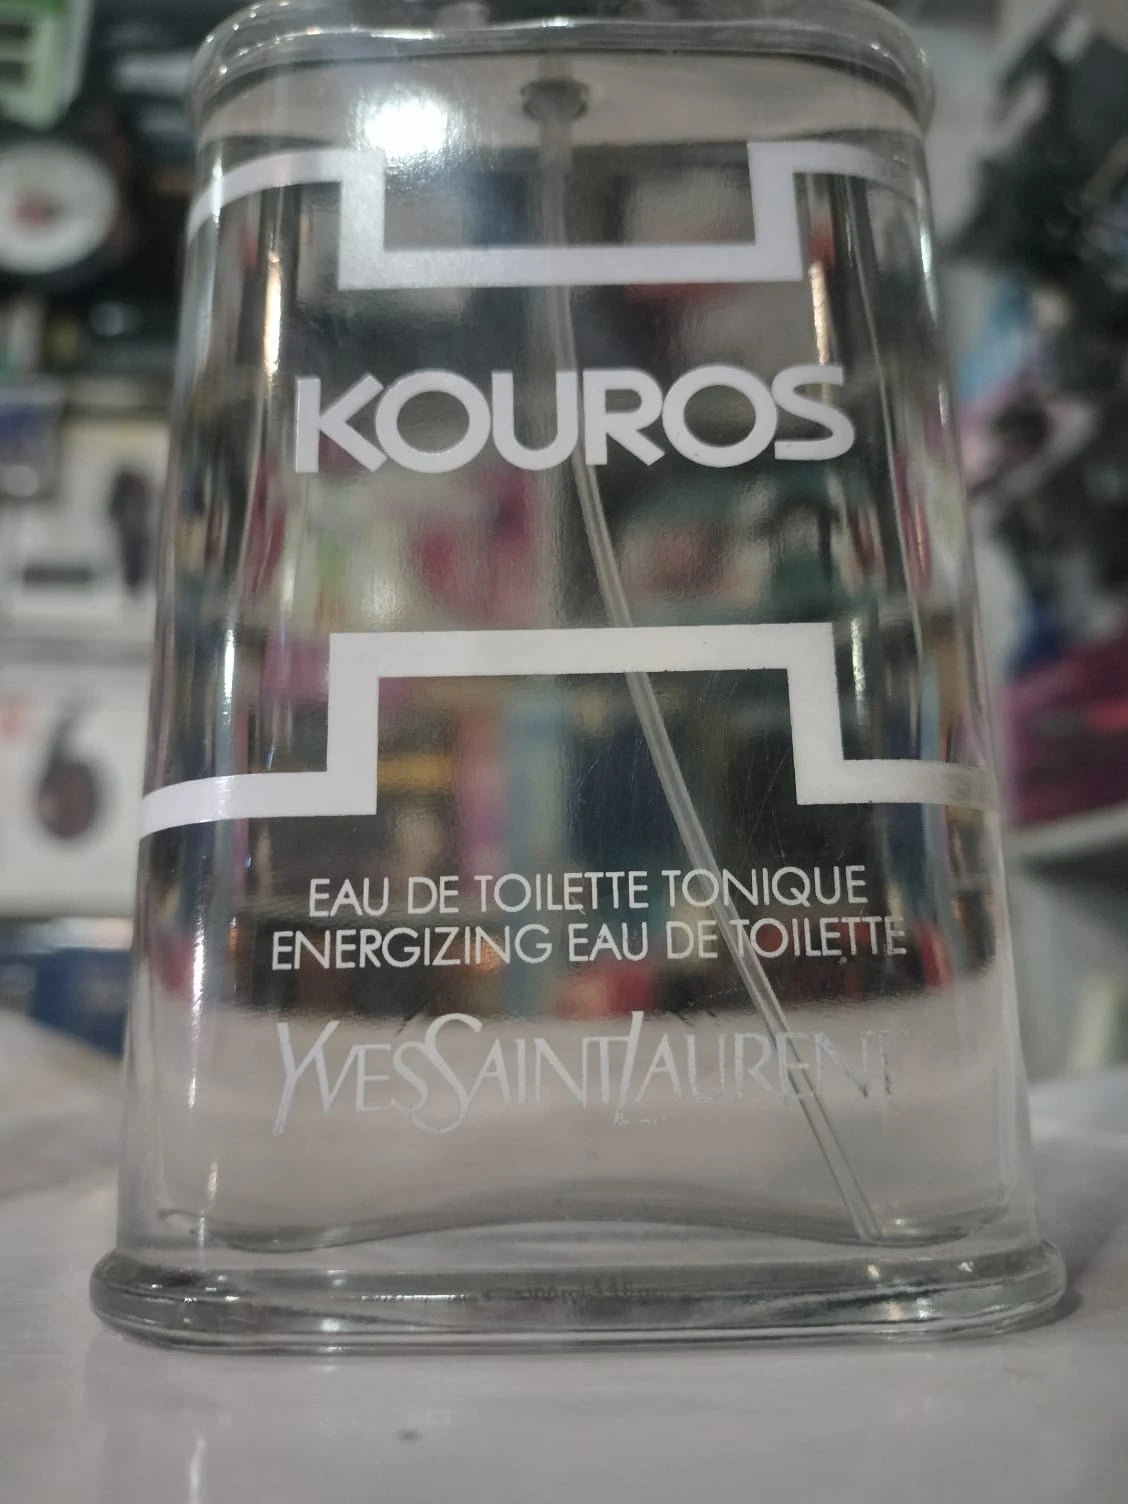 KOUROS
EAU DE TOILETTE TONIQUE
ENERGIZING EAU DE TOILETTE
YVESSAINTLAURENT